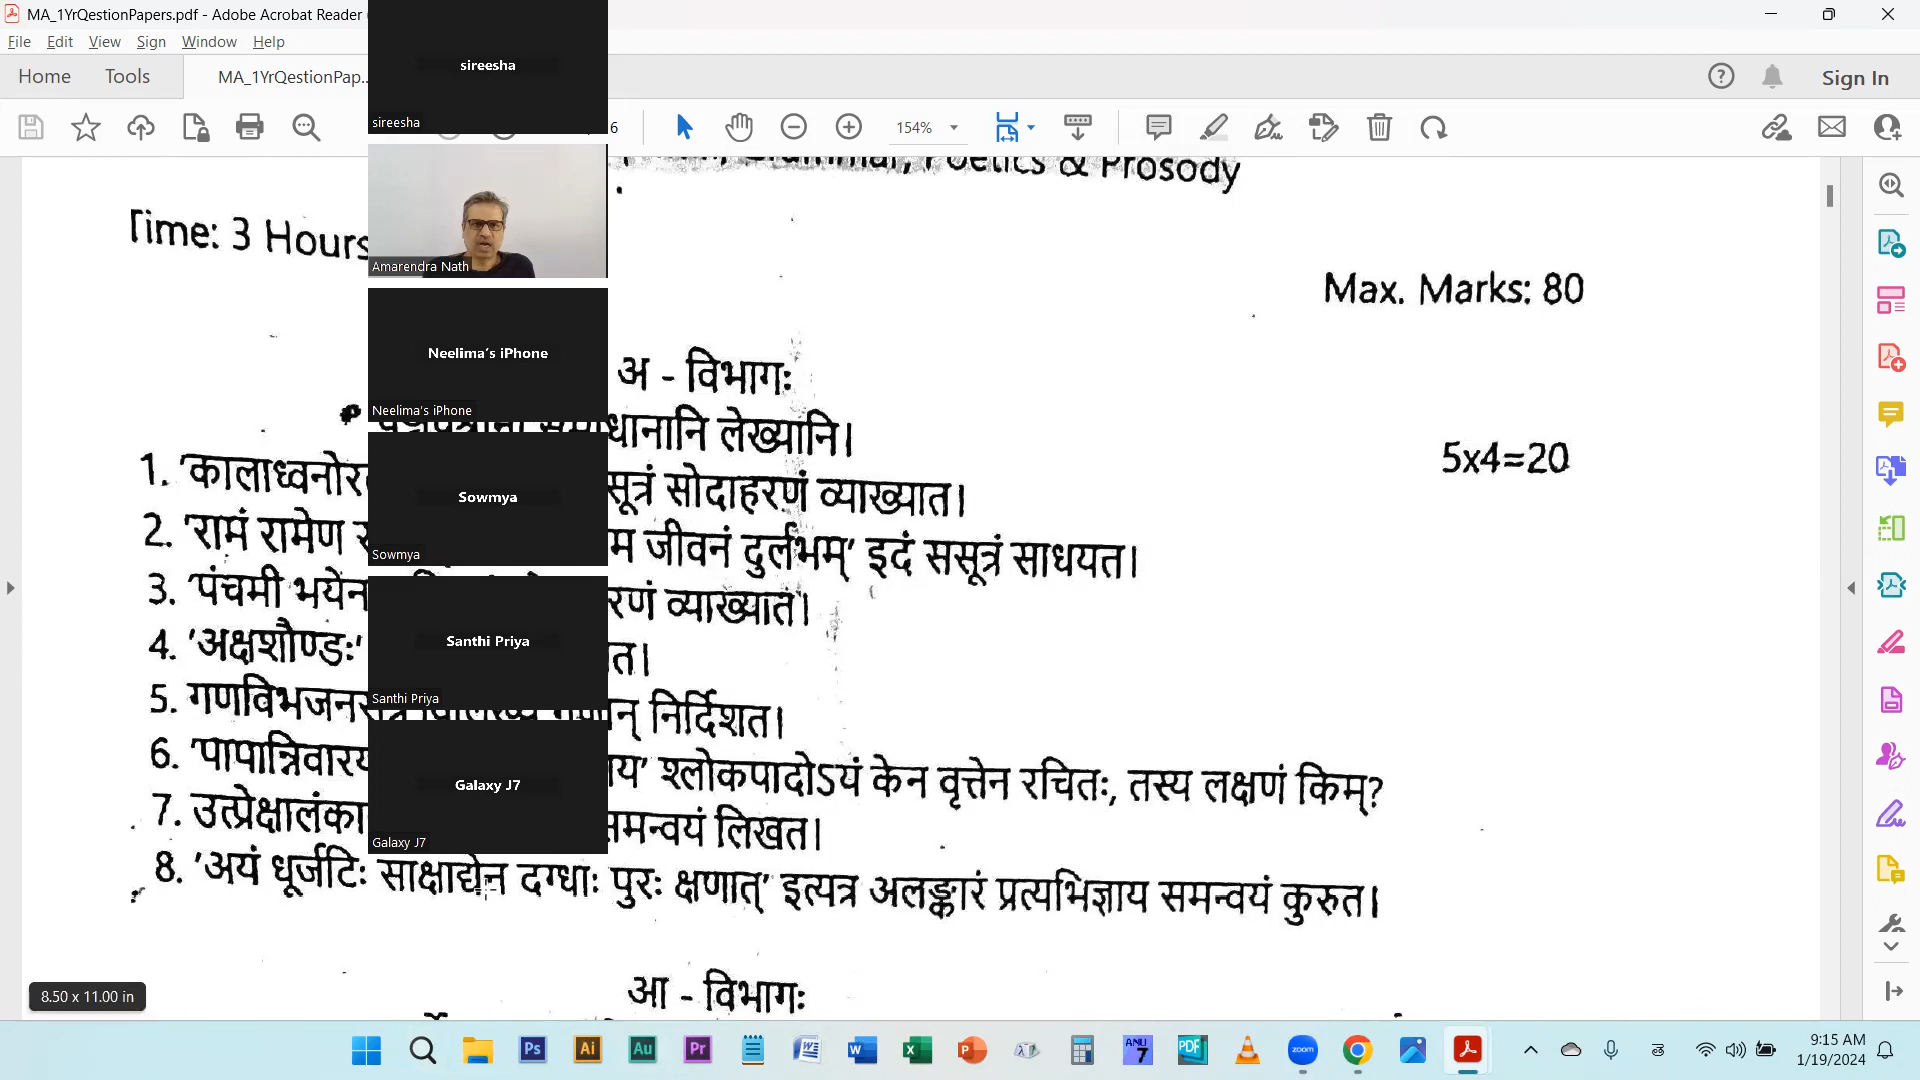 MA_1YrQestionPapers.pdf - Adobe Acrobat Reader
File Edit View Sign Window Help
Home Tools MA_1YrQestionPap... Sign In
6 154%
sireesha
sireesha
Amarendra Nath
Neelima's iPhone
Neelima's iPhone
Sowmya
Sowmya
Santhi Priya
Santhi Priya
Galaxy J7
Galaxy J7
Grammar, Poetics & Prosody
Time: 3 Hours
Max. Marks: 80
अ - विभागः
लेख्यानि।
5x4=20
1. 'कालाध्वनोर सूत्रं सोदाहरणं व्याख्यात।
2. 'रामं रामेण जीवनं दुर्लभम्' इदं ससूत्रं साधयत।
3. 'पंचमी भयेन व्याख्यात।
4. 'अक्षशौण्डः'
5. गणविभजन निर्दिशत।
6. 'पापान्निवारय श्लोकपादोऽयं केन वृत्तेन रचितः, तस्य लक्षणं किम्?
7. उत्प्रेक्षालंका समन्वयं लिखत।
8. 'अयं धूर्जटिः साक्षाद्येन दग्धाः पुरः क्षणात्' इत्यत्र अलङ्कारं प्रत्यभिज्ञाय समन्वयं कुरुत।
आ - विभागः
8.50 x 11.00 in
9:15 AM
1/19/2024